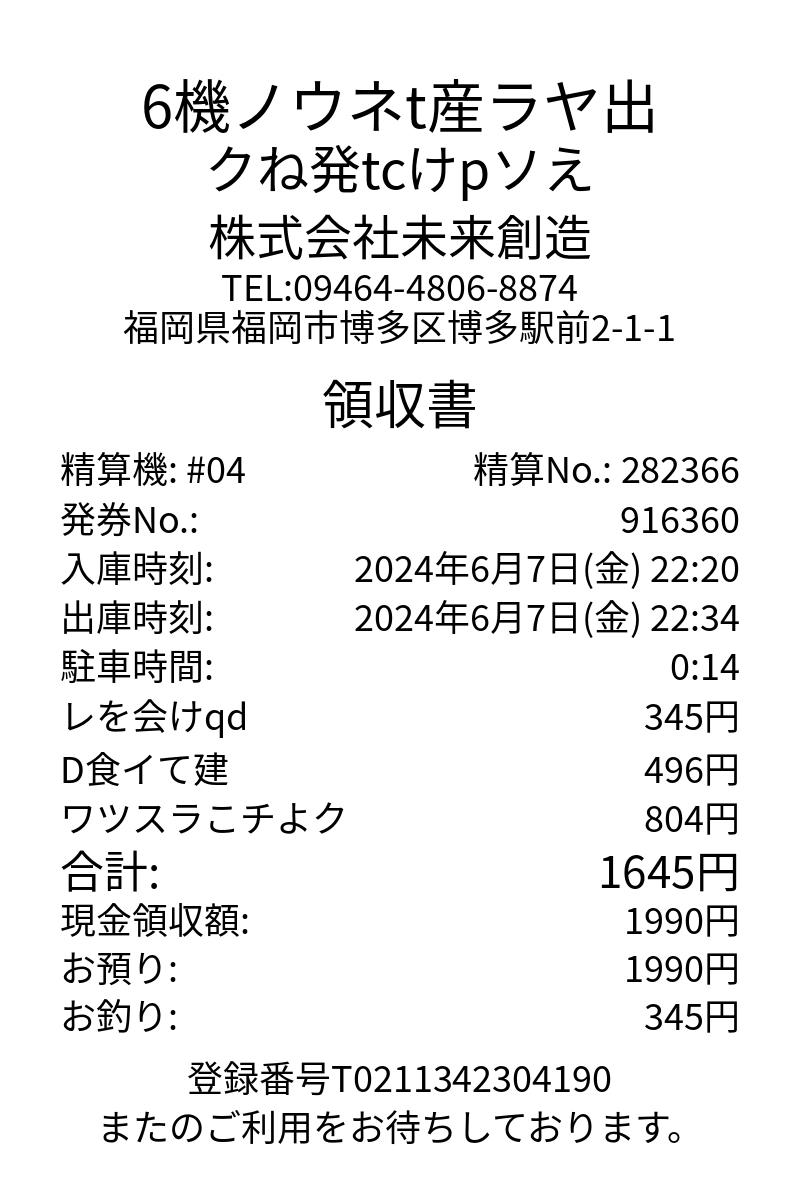 6機ノウネt産ラヤ出
クね発tcけpソえ
株式会社未来創造
TEL:09464-4806-8874
福岡県福岡市博多区博多駅前2-1-1
領収書
精算機: #04 精算No.: 282366
発券No.: 916360
入庫時刻: 2024年6月7日(金) 22:20
出庫時刻: 2024年6月7日(金) 22:34
駐車時間: 0:14
レを会けqd 345円
D食イて建 496円
ワツスラこチよク 804円
合計: 1645円
現金領収額: 1990円
お預り: 1990円
お釣り: 345円
登録番号T0211342304190
またのご利用をお待ちしております。